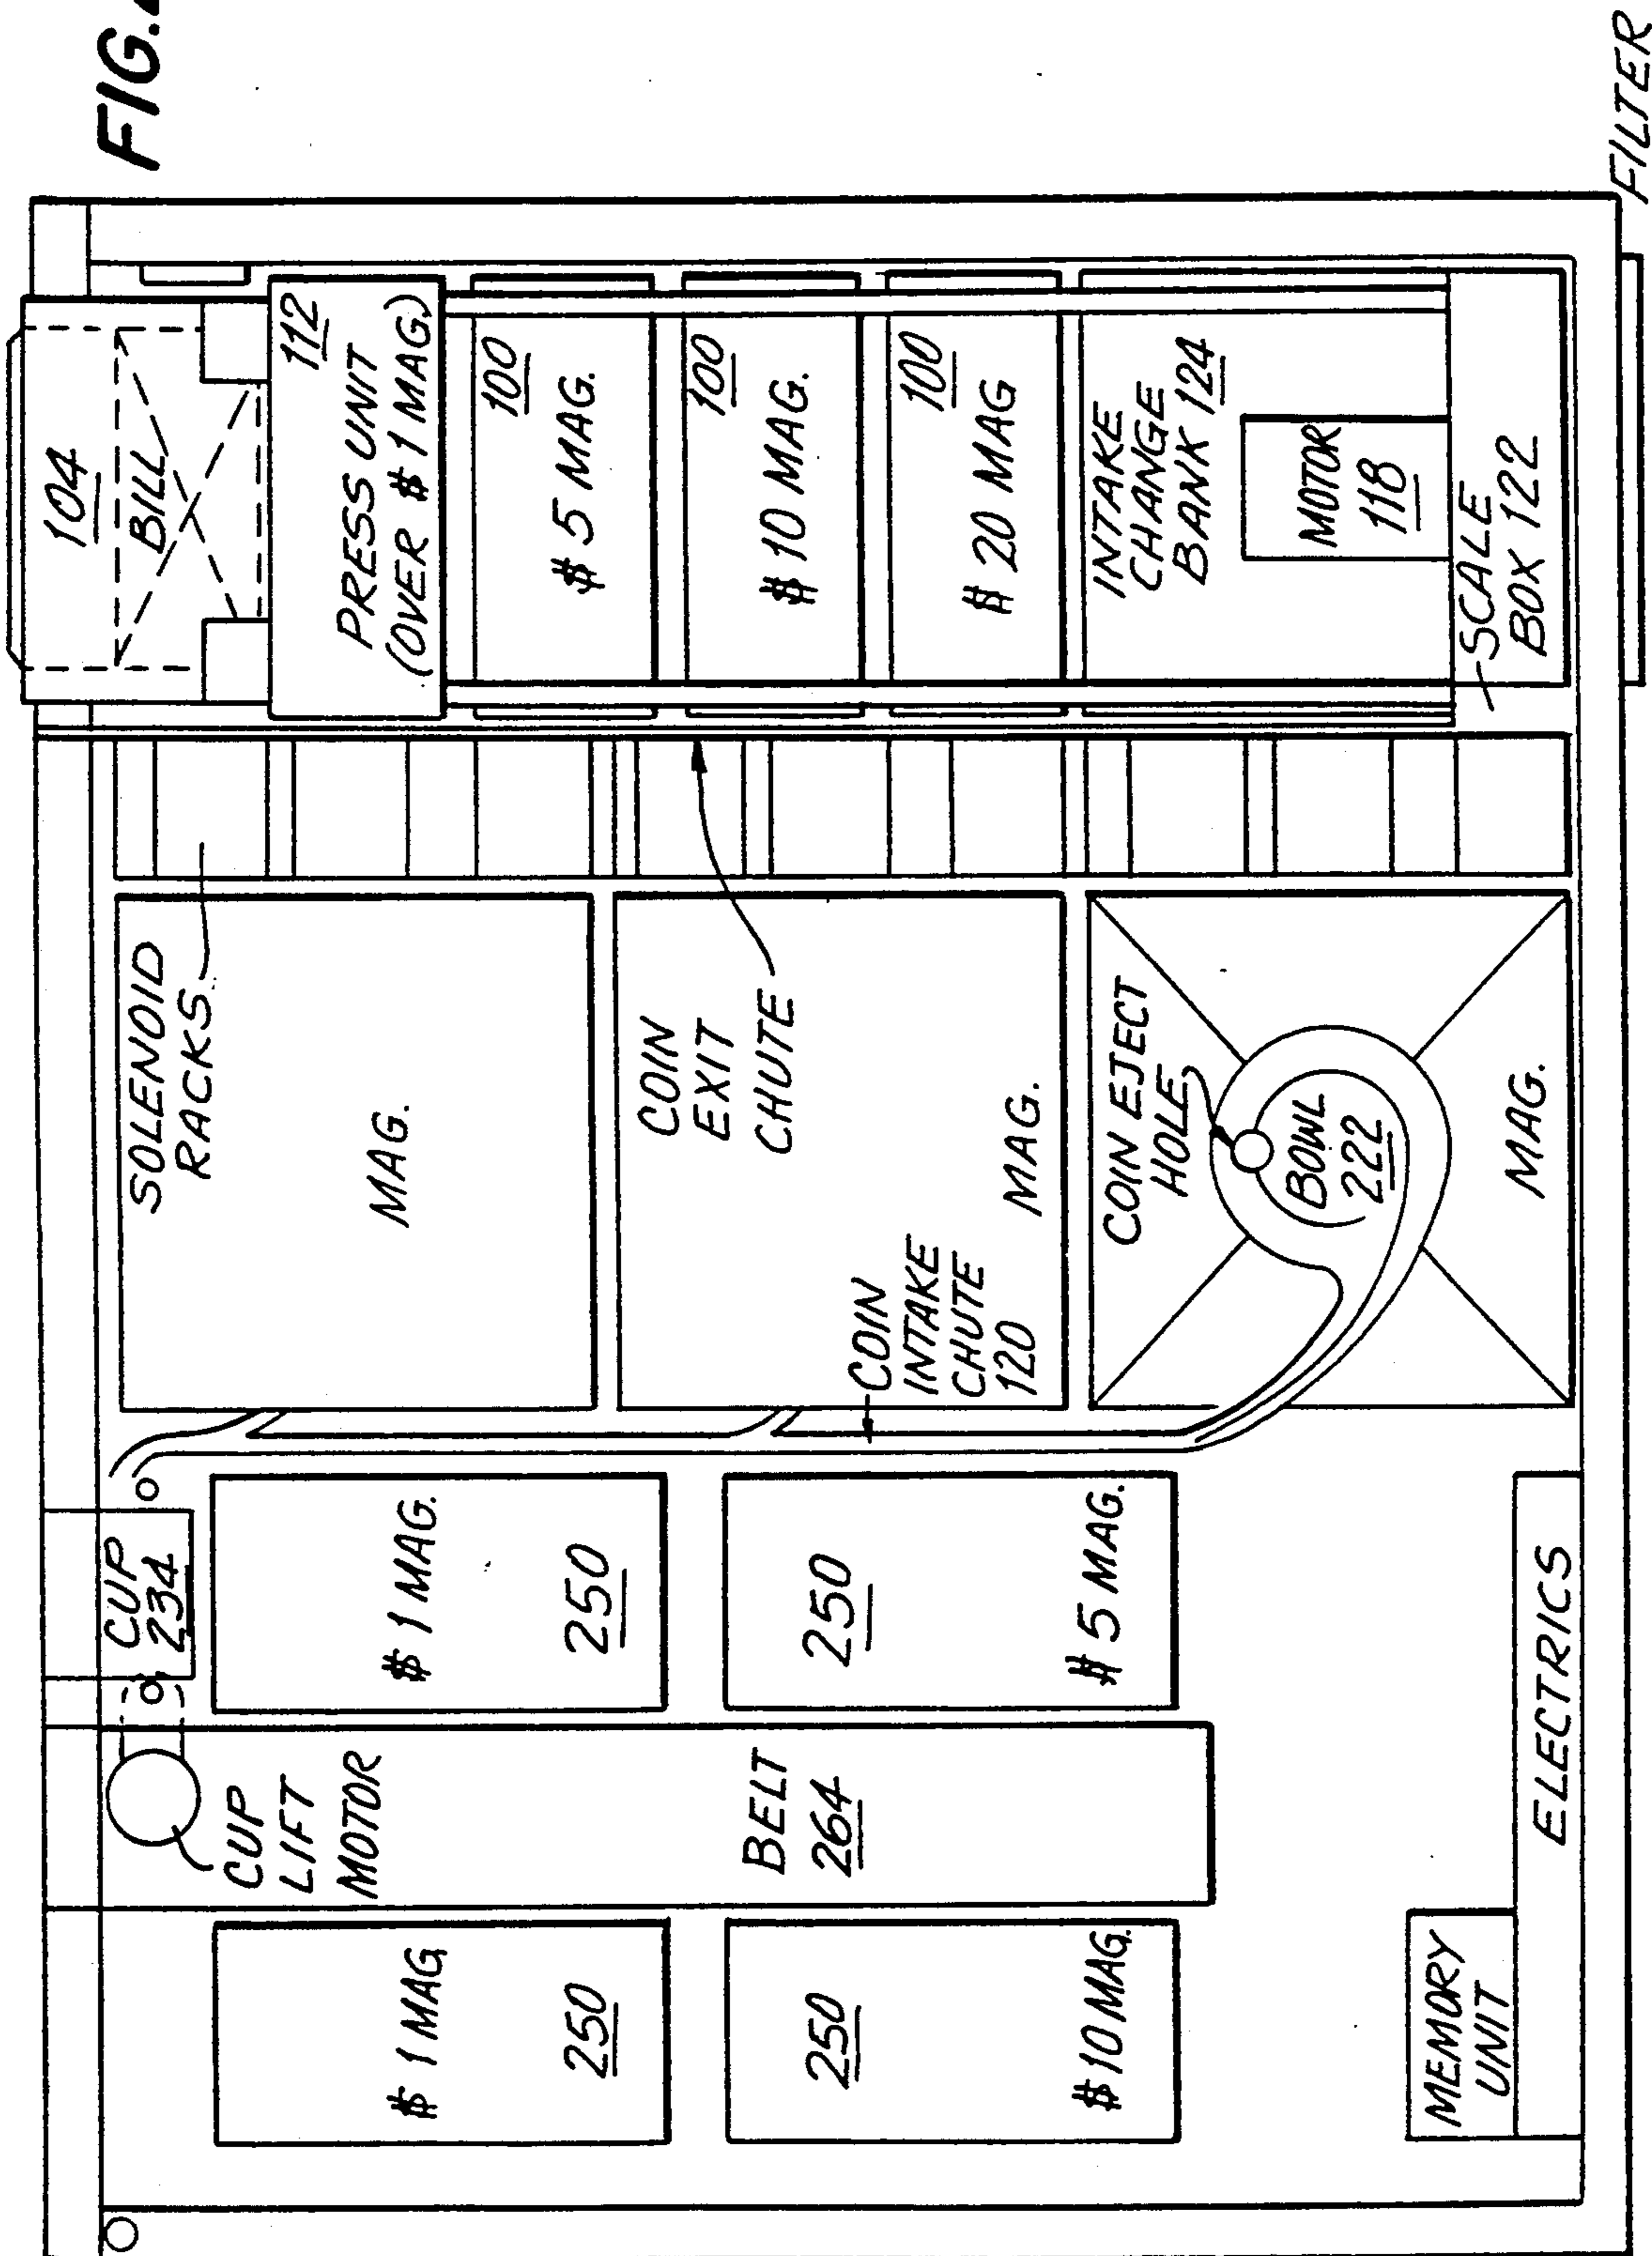 FIG.
104
BILL
112
PRESS UNIT
(OVER $ 1 MAG)
100
$ 5 MAG.
100
$ 10 MAG.
100
$ 20 MAG
INTAKE
CHANGE
BANK 124
MOTOR
118
SCALE
BOX 122
SOLENOID
RACKS
MAG.
COIN
EXIT
CHUTE
MAG.
COIN EJECT
HOLE
BOWL
222
MAG.
COIN
INTAKE
CHUTE
120
CUP
234
$ 1 MAG.
250
250
$ 5 MAG.
CUP
LIFT
MOTOR
BELT
264
$ 1 MAG
250
250
$ 10 MAG.
MEMORY
UNIT
ELECTRICS
FILTER